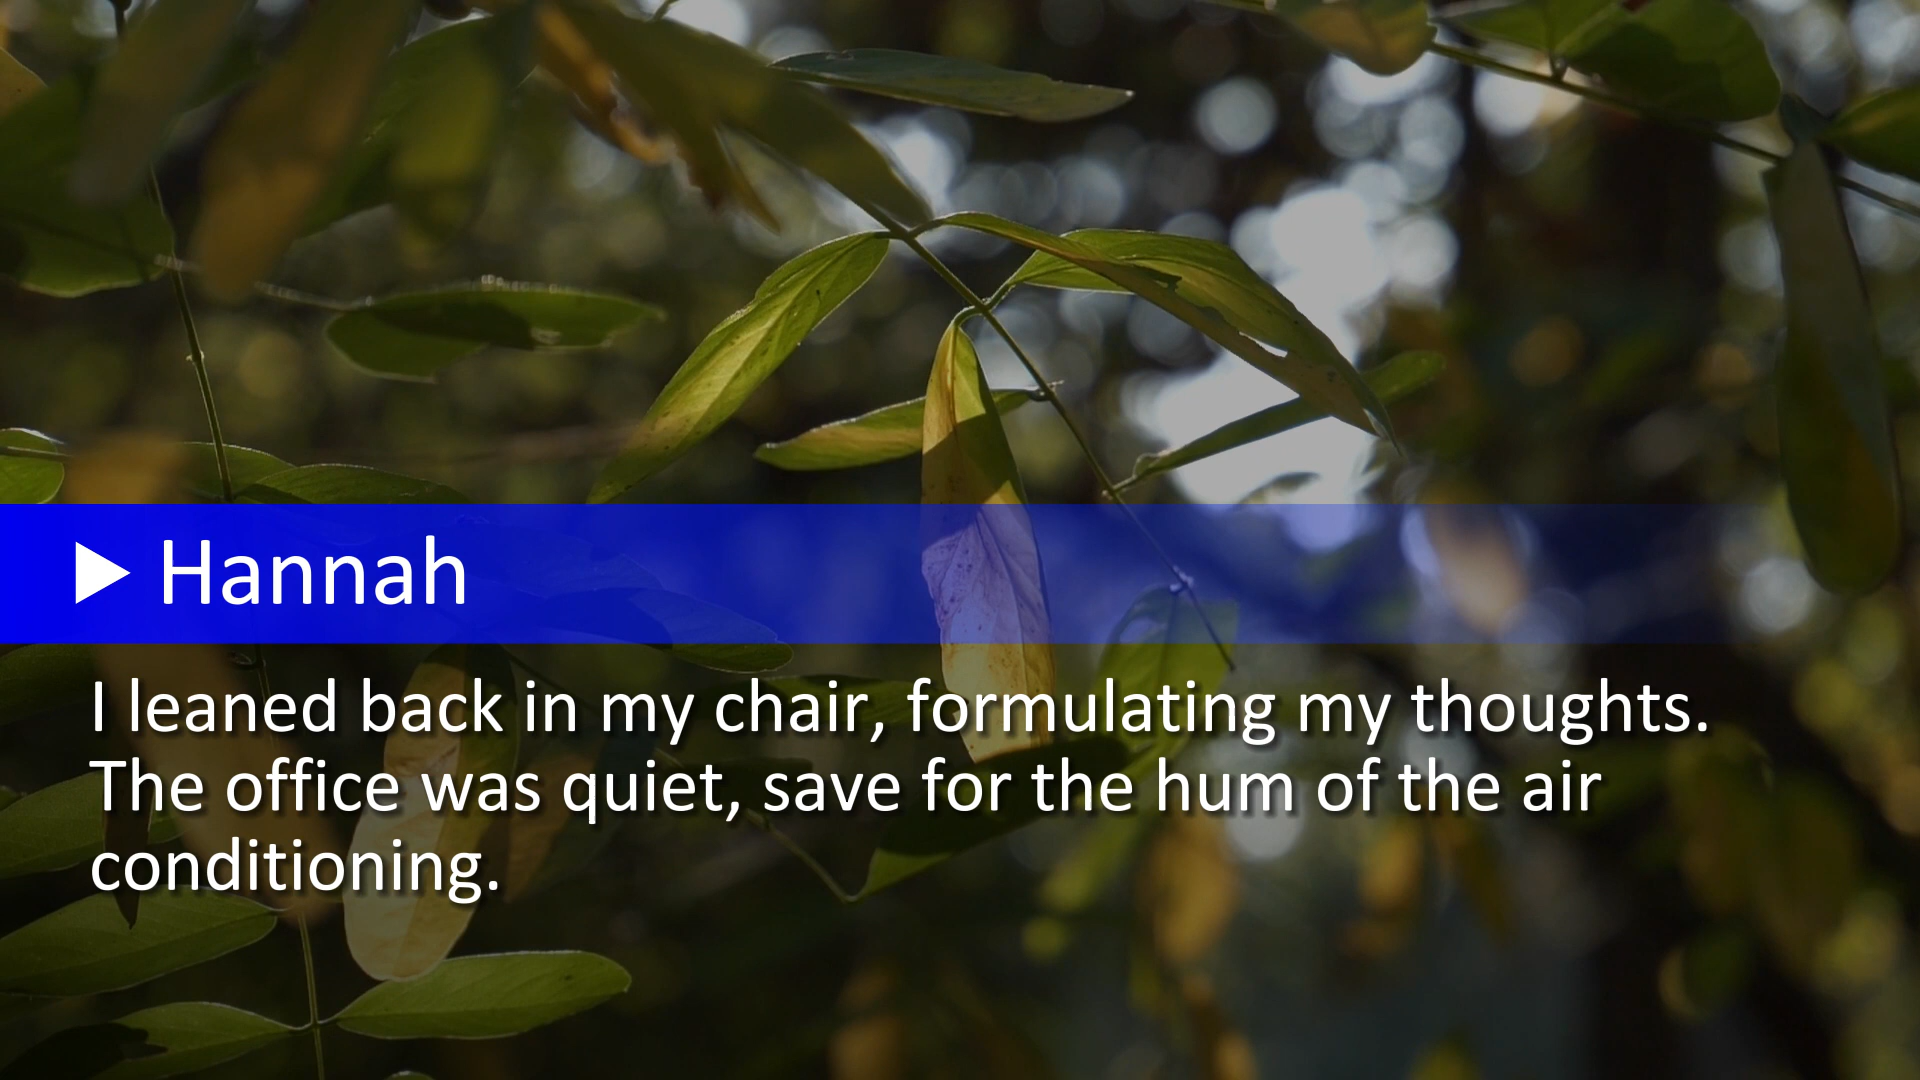 Hannah
I leaned back in my chair, formulating my thoughts.
The office was quiet, save for the hum of the air
conditioning.